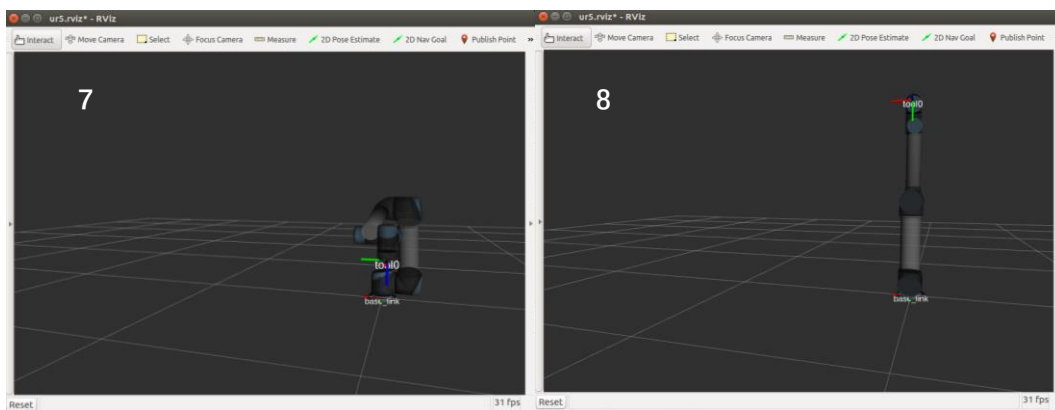 ur5.rviz* - RViz
Interact Move Camera Select Focus Camera Measure 2D Pose Estimate 2D Nav Goal Publish Point »
7
tool0
base_link
Reset 31 fps
ur5.rviz* - RViz
Interact Move Camera Select Focus Camera Measure 2D Pose Estimate 2D Nav Goal Publish Point
8
tool0
base_link
Reset 31 fps